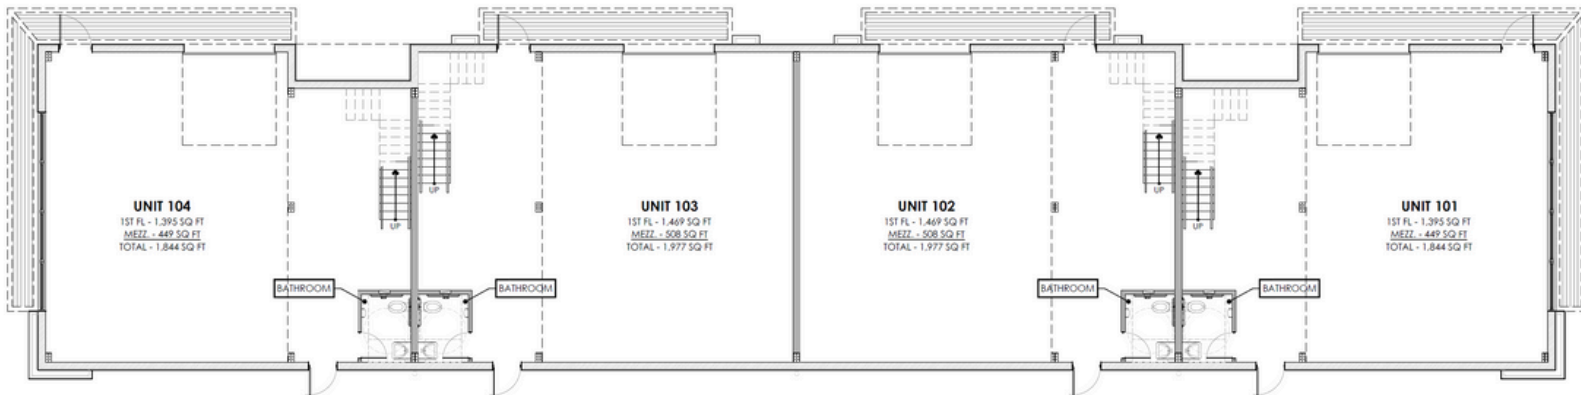 UNIT 104
1ST FL - 1,395 SQ FT
MEZZ. - 449 SQ FT
TOTAL - 1,844 SQ FT
UP
BATHROOM
UNIT 103
1ST FL - 1,469 SQ FT
MEZZ. - 508 SQ FT
TOTAL - 1,977 SQ FT
UP
BATHROOM
UNIT 102
1ST FL - 1,469 SQ FT
MEZZ. - 508 SQ FT
TOTAL - 1,977 SQ FT
UP
BATHROOM
UNIT 101
1ST FL - 1,395 SQ FT
MEZZ. - 449 SQ FT
TOTAL - 1,844 SQ FT
UP
BATHROOM